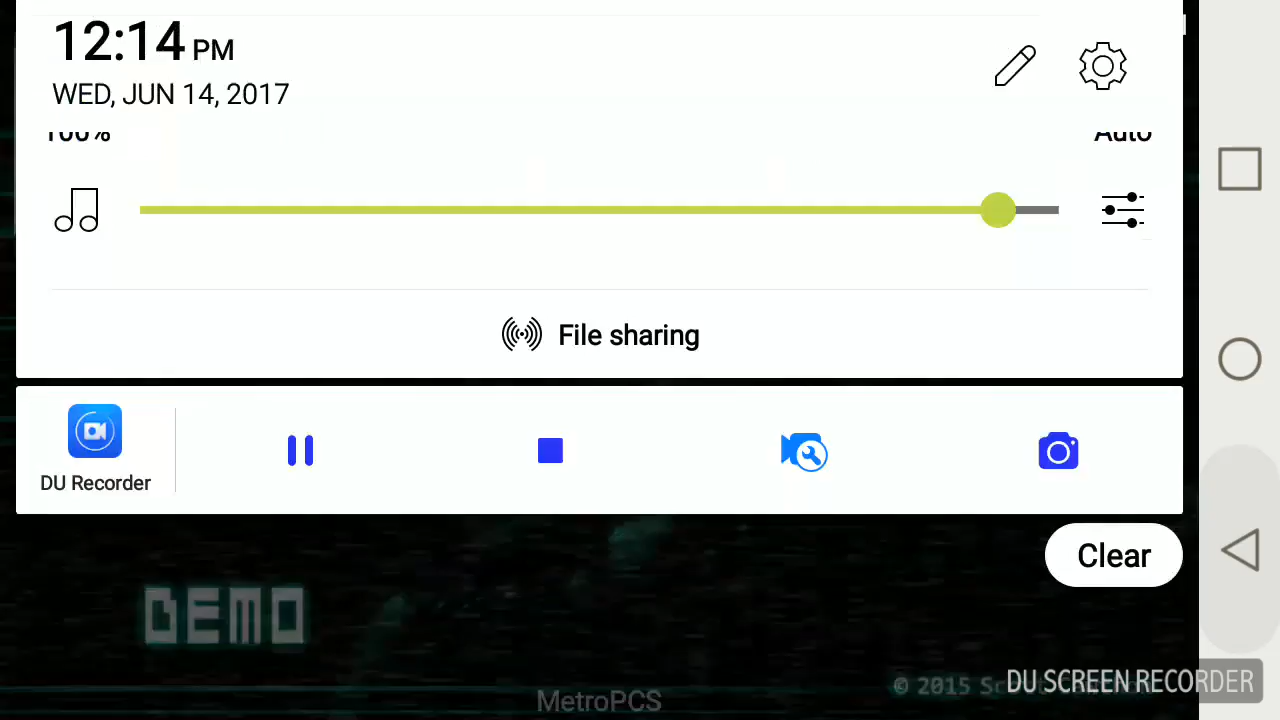 12:14 PM
WED, JUN 14, 2017
100%
Auto
File sharing
DU Recorder
Clear
DEMO
© 2015
DU SCREEN RECORDER
MetroPCS